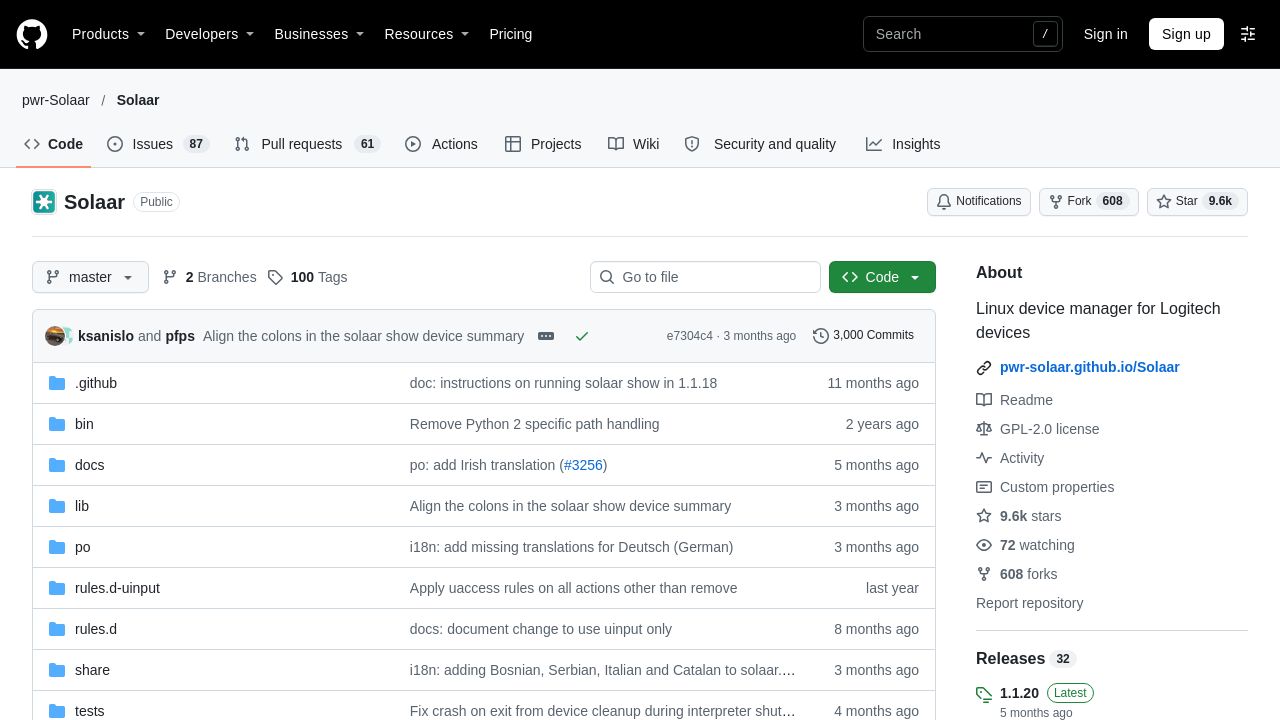 Products Developers Businesses Resources Pricing Search / Sign in Sign up
pwr-Solaar / Solaar
Code Issues 87 Pull requests 61 Actions Projects Wiki Security and quality Insights
Solaar Public Notifications Fork 608 Star 9.6k
master 2 Branches 100 Tags Go to file Code
ksanislo and pfps Align the colons in the solaar show device summary e7304c4 · 3 months ago 3,000 Commits
.github doc: instructions on running solaar show in 1.1.18 11 months ago
bin Remove Python 2 specific path handling 2 years ago
docs po: add Irish translation (#3256) 5 months ago
lib Align the colons in the solaar show device summary 3 months ago
po i18n: add missing translations for Deutsch (German) 3 months ago
rules.d-uinput Apply uaccess rules on all actions other than remove last year
rules.d docs: document change to use uinput only 8 months ago
share i18n: adding Bosnian, Serbian, Italian and Catalan to solaar.… 3 months ago
tests Fix crash on exit from device cleanup during interpreter shut… 4 months ago
About
Linux device manager for Logitech
devices
pwr-solaar.github.io/Solaar
Readme
GPL-2.0 license
Activity
Custom properties
9.6k stars
72 watching
608 forks
Report repository
Releases 32
1.1.20 Latest
5 months ago